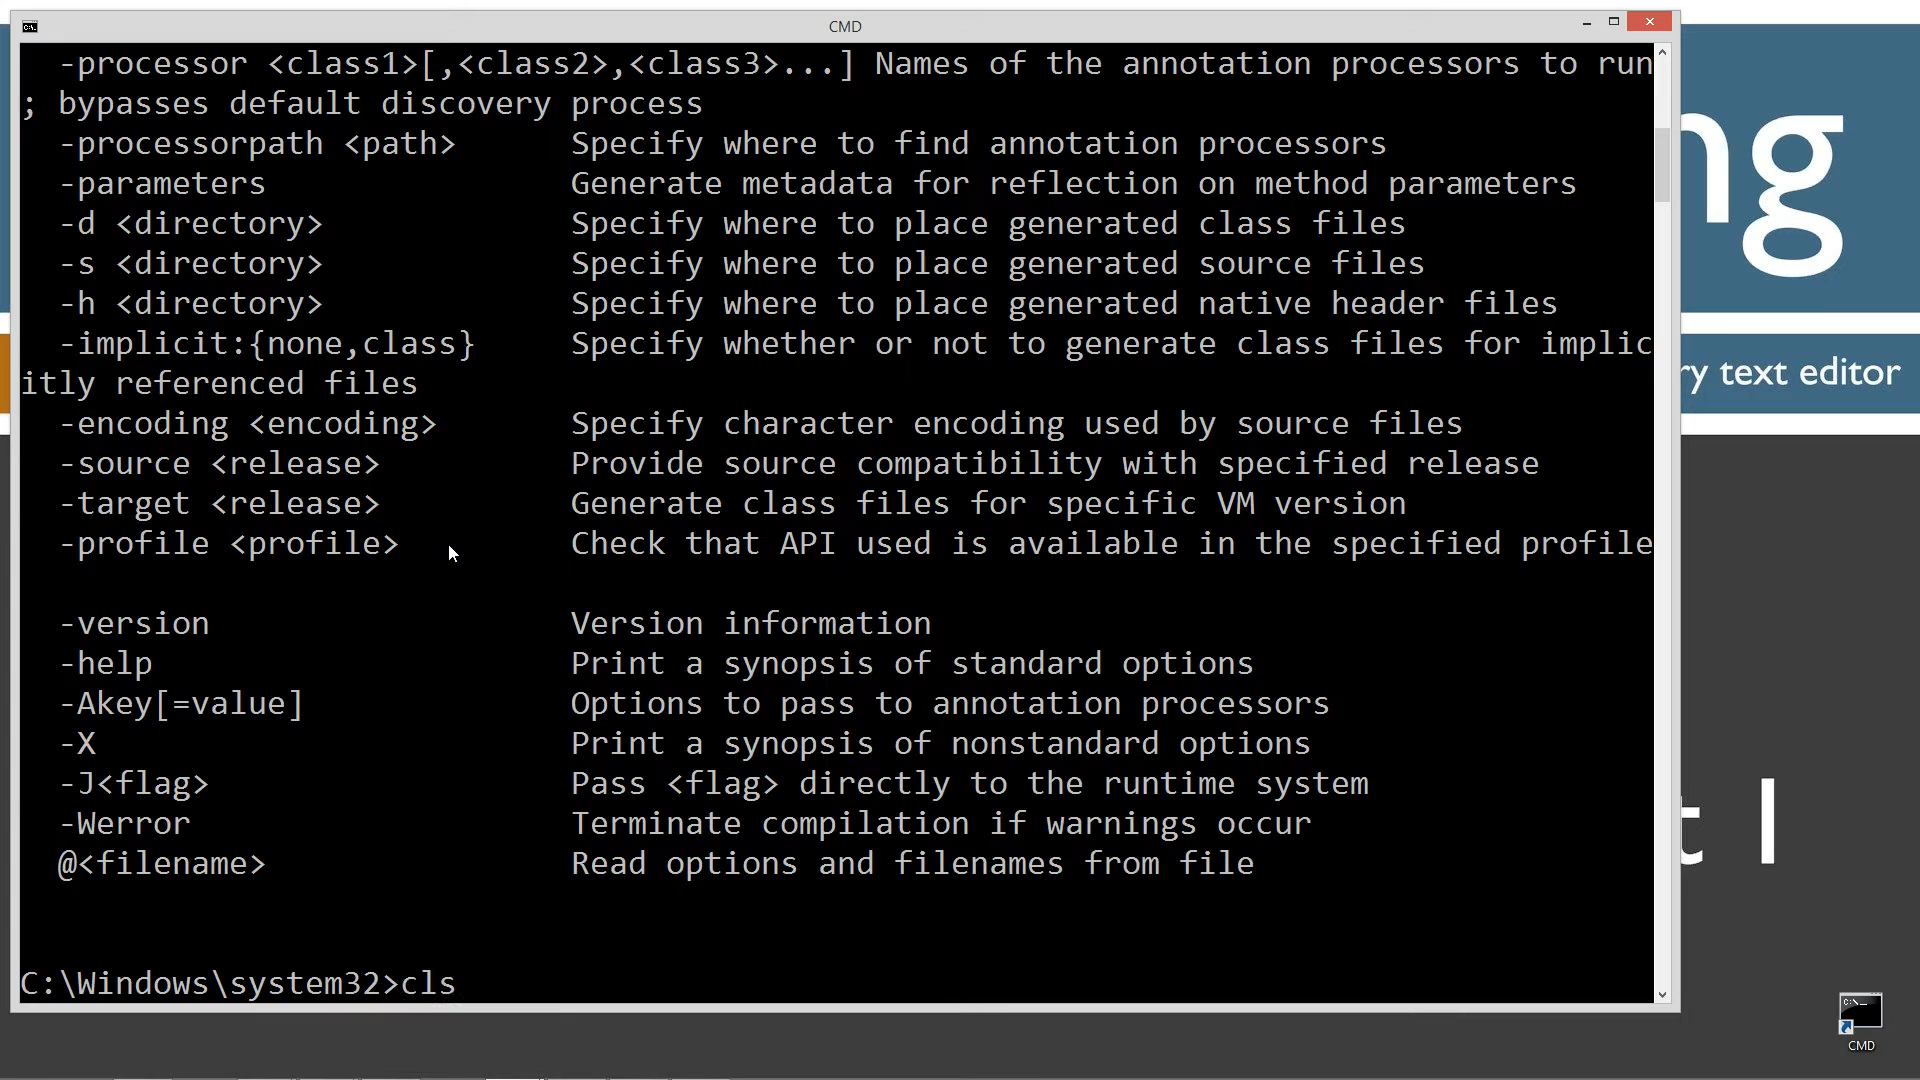 CMD
-processor <class1>[,<class2>,<class3>...] Names of the annotation processors to run
; bypasses default discovery process
-processorpath <path> Specify where to find annotation processors
-parameters Generate metadata for reflection on method parameters
-d <directory> Specify where to place generated class files
-s <directory> Specify where to place generated source files
-h <directory> Specify where to place generated native header files
-implicit:{none,class} Specify whether or not to generate class files for implic
itly referenced files
-encoding <encoding> Specify character encoding used by source files
-source <release> Provide source compatibility with specified release
-target <release> Generate class files for specific VM version
-profile <profile> Check that API used is available in the specified profile
-version Version information
-help Print a synopsis of standard options
-Akey[=value] Options to pass to annotation processors
-X Print a synopsis of nonstandard options
-J<flag> Pass <flag> directly to the runtime system
-Werror Terminate compilation if warnings occur
@<filename> Read options and filenames from file
C:\Windows\system32>cls
ng
ry text editor
t 1
CMD